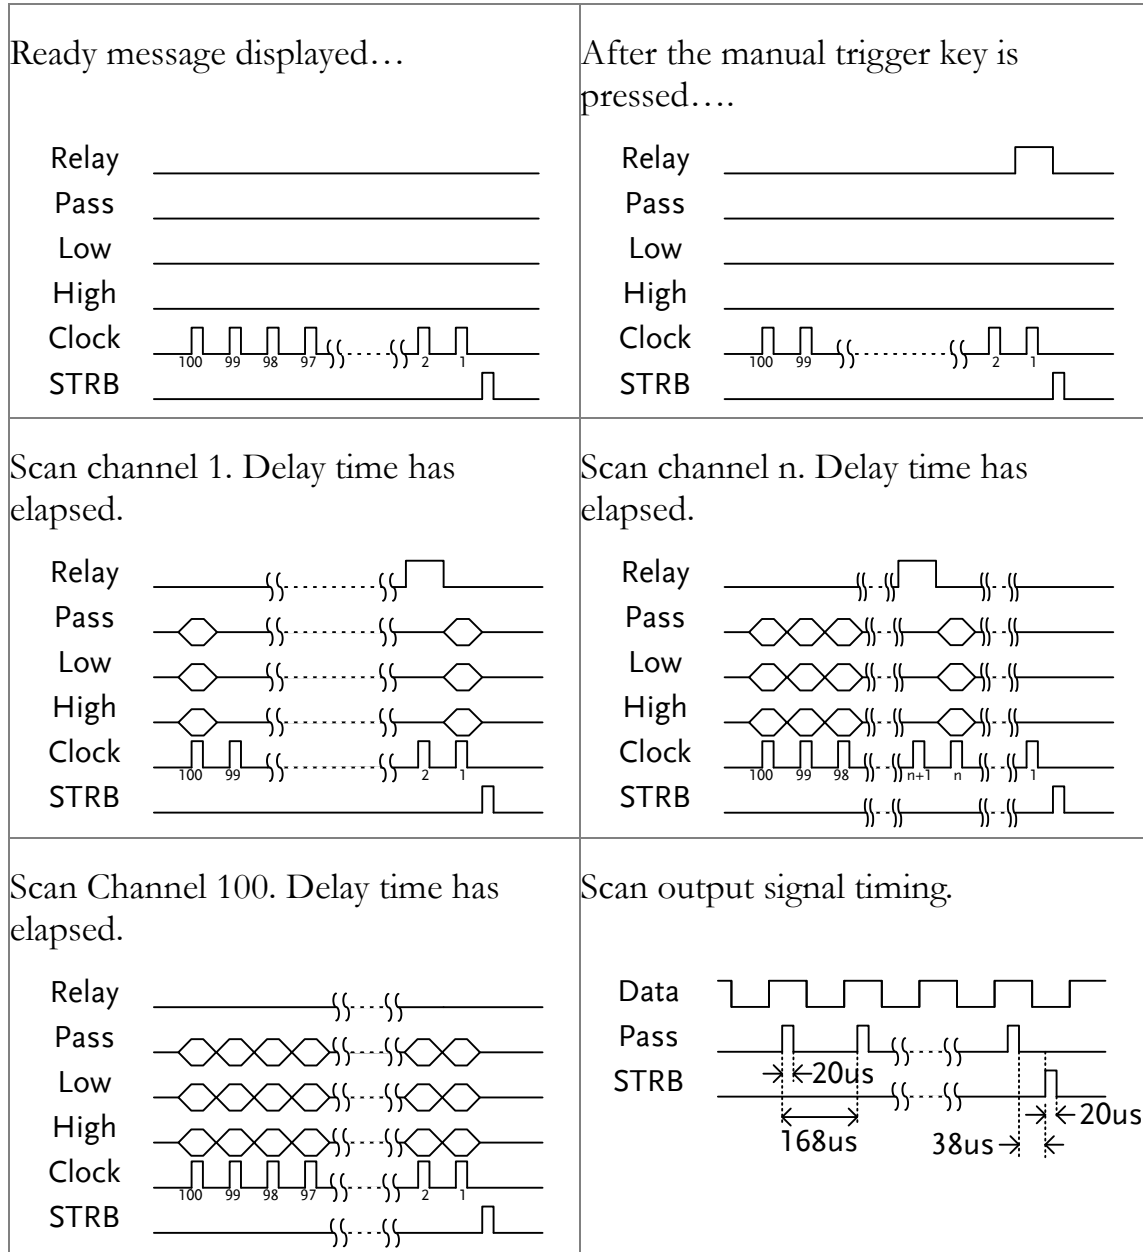 Ready message displayed…
Relay
Pass
Low
High
Clock
100 99 98 97 2 1
STRB
After the manual trigger key is
pressed….
Relay
Pass
Low
High
Clock
100 99 2 1
STRB
Scan channel 1. Delay time has
elapsed.
Relay
Pass
Low
High
Clock
100 99 2 1
STRB
Scan channel n. Delay time has
elapsed.
Relay
Pass
Low
High
Clock
100 99 98 n+1 n 1
STRB
Scan Channel 100. Delay time has
elapsed.
Relay
Pass
Low
High
Clock
100 99 98 97 2 1
STRB
Scan output signal timing.
Data
Pass
STRB
20us
20us
168us
38us